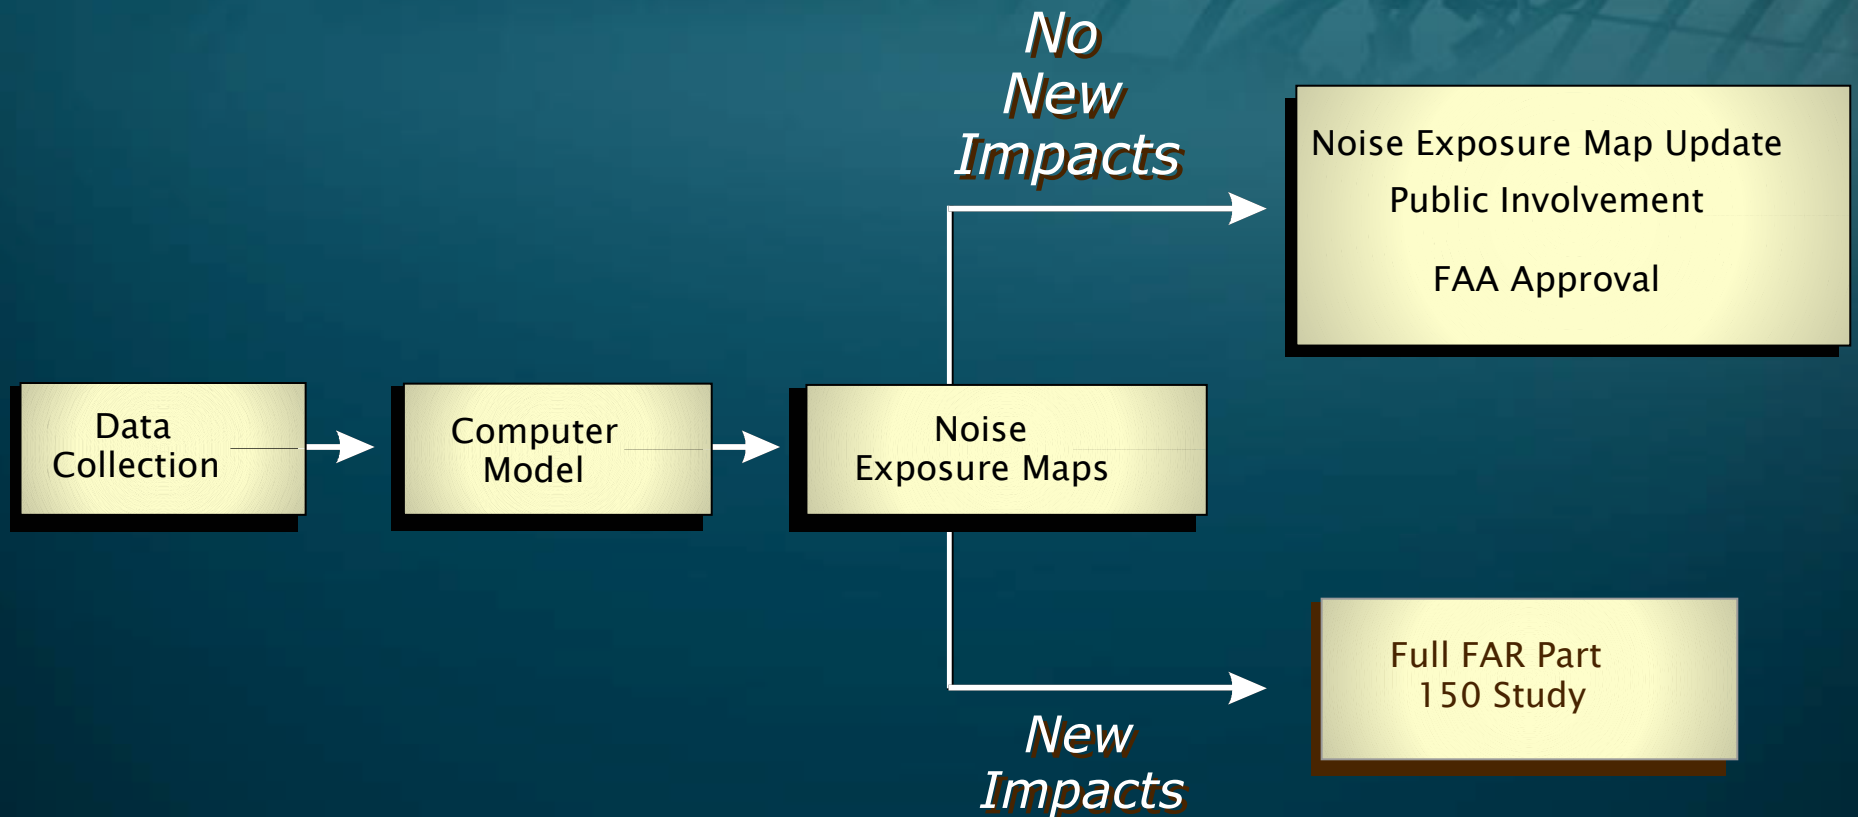 No
New
Impacts
Noise Exposure Map Update
Public Involvement
FAA Approval
Data
Collection
Computer
Model
Noise
Exposure Maps
Full FAR Part
150 Study
New
Impacts